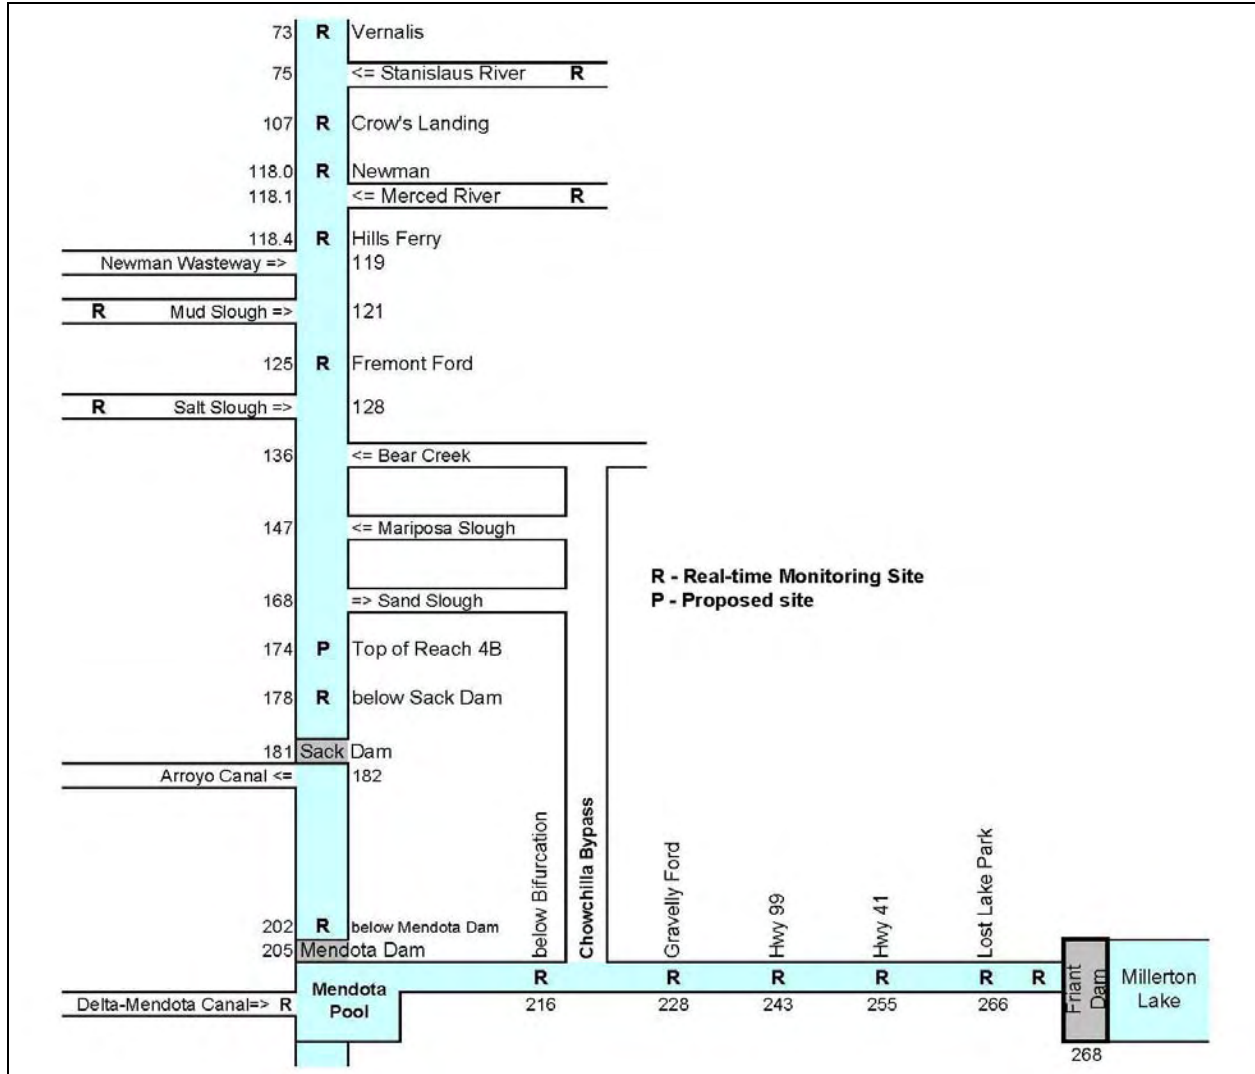 73 R Vernalis
75 <= Stanislaus River R
107 R Crow's Landing
118.0 R Newman
118.1 <= Merced River R
118.4 R Hills Ferry
Newman Wasteway => 119
R Mud Slough => 121
125 R Fremont Ford
R Salt Slough => 128
136 <= Bear Creek
147 <= Mariposa Slough
R - Real-time Monitoring Site
P - Proposed site
168 => Sand Slough
174 P Top of Reach 4B
178 R below Sack Dam
181 Sack Dam
Arroyo Canal <= 182
below Bifurcation
Chowchilla Bypass
Gravelly Ford
Hwy 99
Hwy 41
Lost Lake Park
202 R below Mendota Dam
205 Mendota Dam
R R R R R R
Mendota
Pool
Delta-Mendota Canal=> R
216 228 243 255 266
Friant
Dam
Millerton
Lake
268